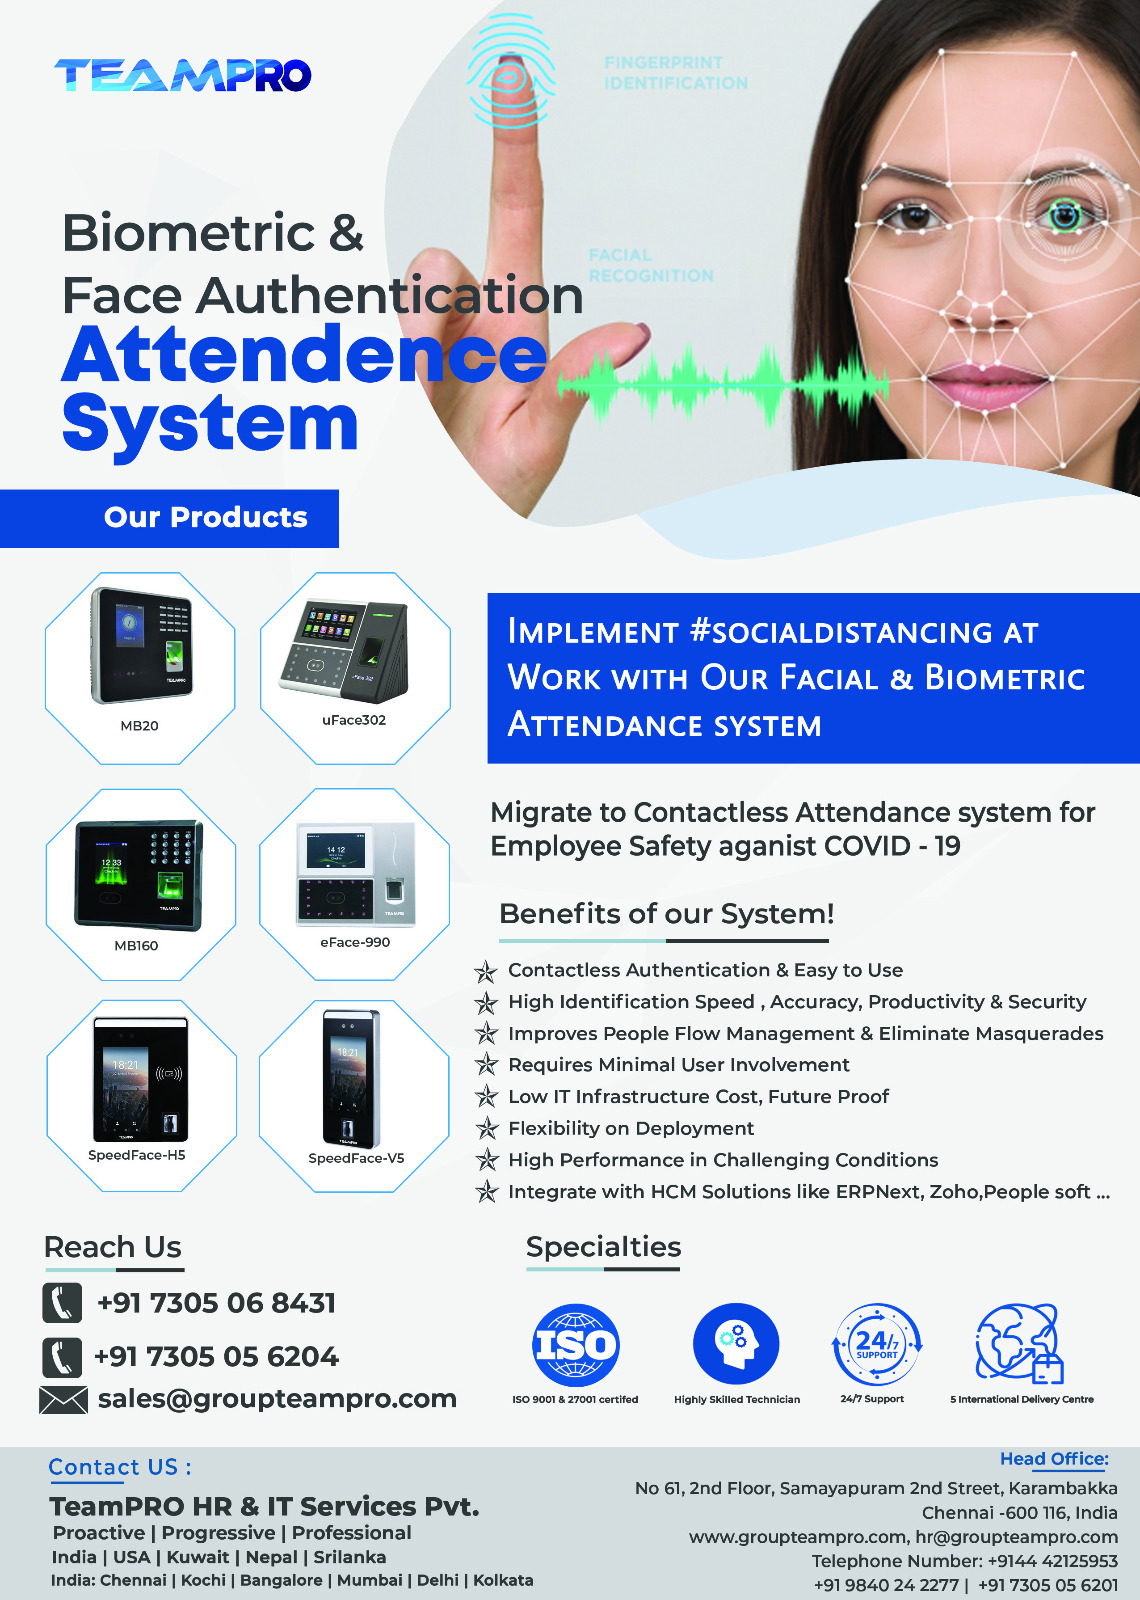 TEAMPRO
FINGERPRINT
IDENTIFICATION
Biometric &
Face Authentication
Attendence
System
FACIAL
RECOGNITION
Our Products
MB20
uFace302
MB160
eFace-990
SpeedFace-H5
SpeedFace-V5
Implement #socialdistancing at
Work with Our Facial & Biometric
Attendance system
Migrate to Contactless Attendance system for
Employee Safety aganist COVID - 19
Benefits of our System!
Contactless Authentication & Easy to Use
High Identification Speed , Accuracy, Productivity & Security
Improves People Flow Management & Eliminate Masquerades
Requires Minimal User Involvement
Low IT Infrastructure Cost, Future Proof
Flexibility on Deployment
High Performance in Challenging Conditions
Integrate with HCM Solutions like ERPNext, Zoho,People soft ...
Reach Us
+91 7305 06 8431
+91 7305 05 6204
sales@groupteampro.com
Specialties
ISO
24/7
SUPPORT
ISO 9001 & 27001 certifed
Highly Skilled Technician
24/7 Support
5 International Delivery Centre
Contact US :
TeamPRO HR & IT Services Pvt.
Proactive | Progressive | Professional
India | USA | Kuwait | Nepal | Srilanka
India: Chennai | Kochi | Bangalore | Mumbai | Delhi | Kolkata
Head Office:
No 61, 2nd Floor, Samayapuram 2nd Street, Karambakka
Chennai -600 116, India
www.groupteampro.com, hr@groupteampro.com
Telephone Number: +9144 42125953
+91 9840 24 2277 | +91 7305 05 6201